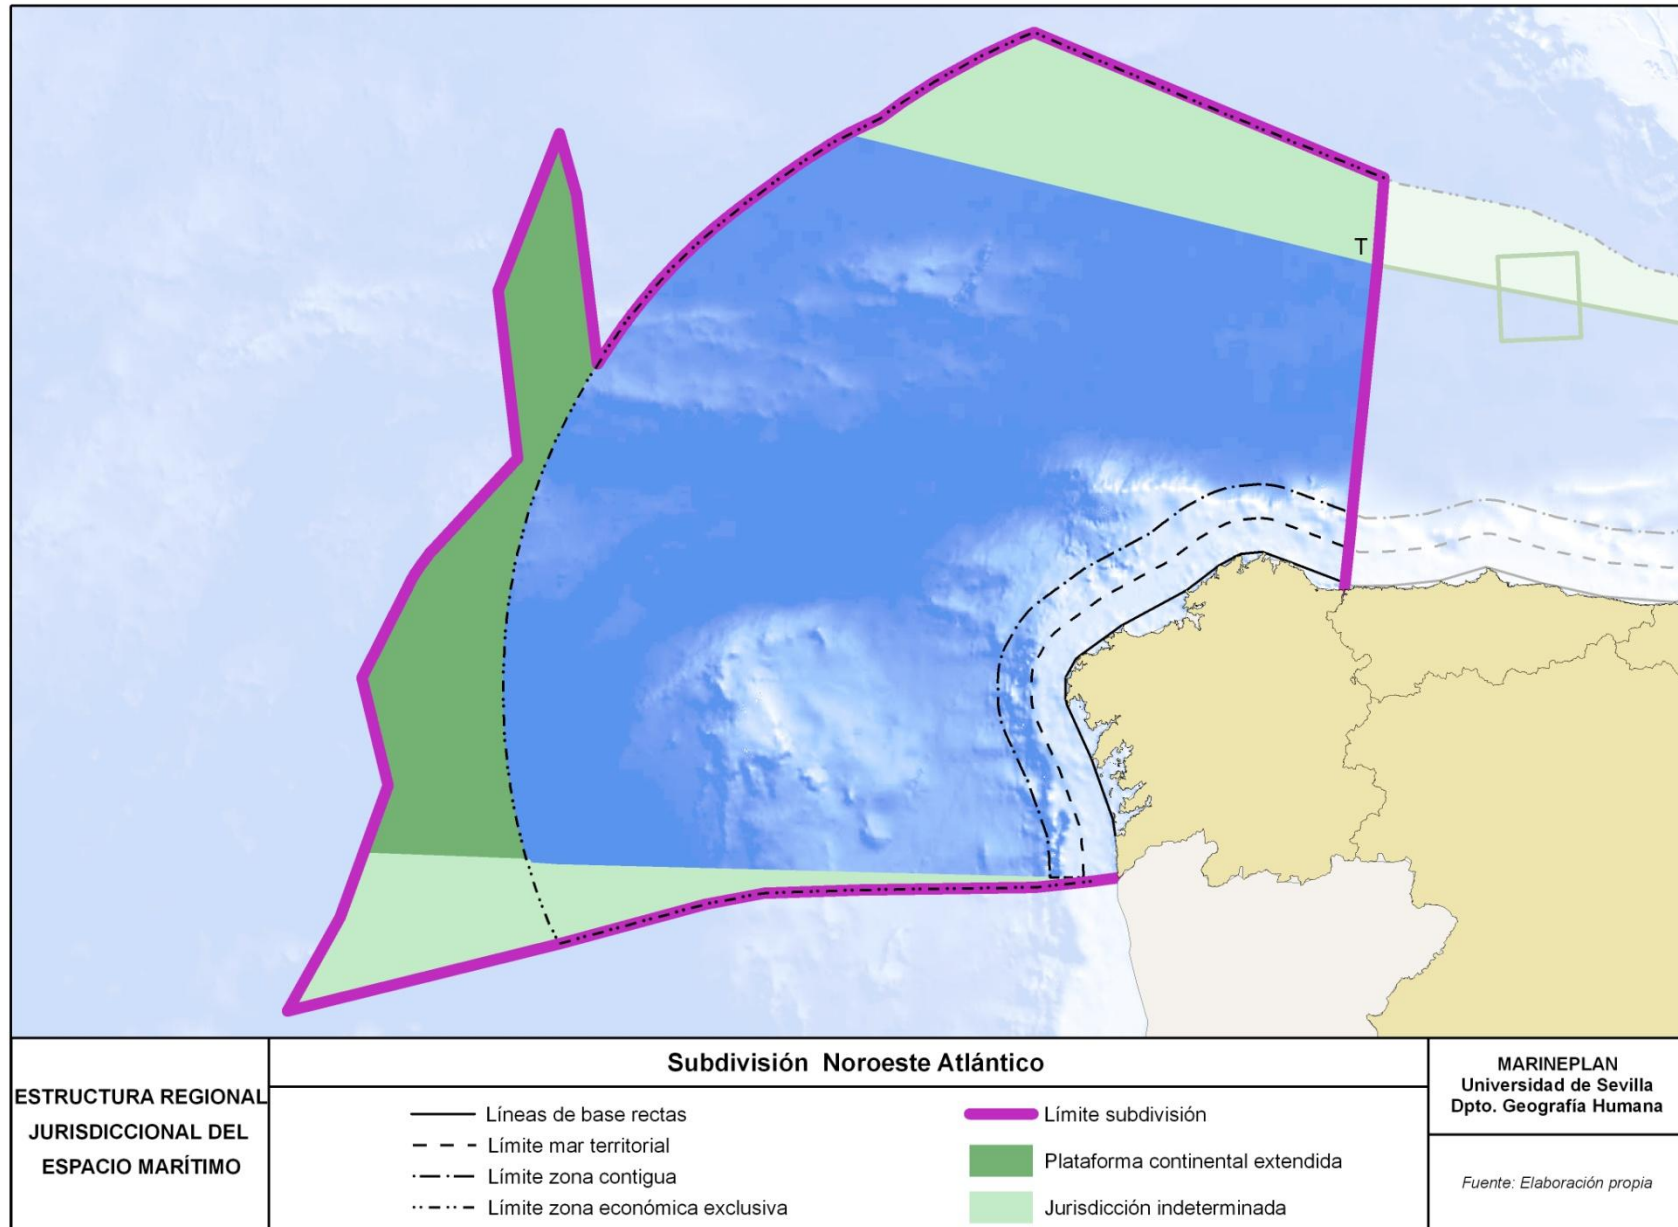 T
ESTRUCTURA REGIONAL
JURISDICCIONAL DEL
ESPACIO MARÍTIMO
Subdivisión Noroeste Atlántico
Líneas de base rectas
Límite mar territorial
Límite zona contigua
Límite zona económica exclusiva
Límite subdivisión
Plataforma continental extendida
Jurisdicción indeterminada
MARINEPLAN
Universidad de Sevilla
Dpto. Geografía Humana
Fuente: Elaboración propia